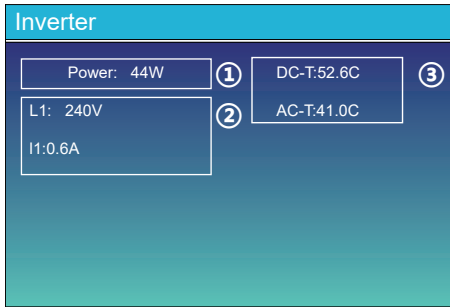 Inverter
Power: 44W
①
L1: 240V
I1:0.6A
②
DC-T:52.6C
AC-T:41.0C
③